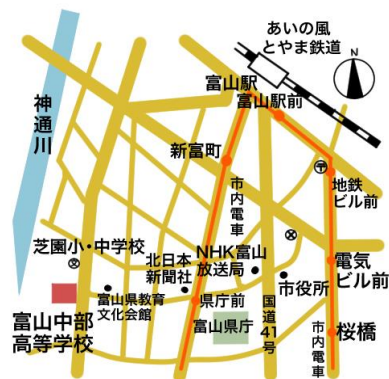 あいの風
とやま鉄道
N
富山駅
富山駅前
神通川
新富町
市内電車
地鉄
ビル前
芝園小・中学校
北日本
新聞社
NHK富山
放送局
電気
ビル前
市役所
富山県教育
文化会館
県庁前
国道41号
富山中部
高等学校
富山県庁
桜橋
市内電車